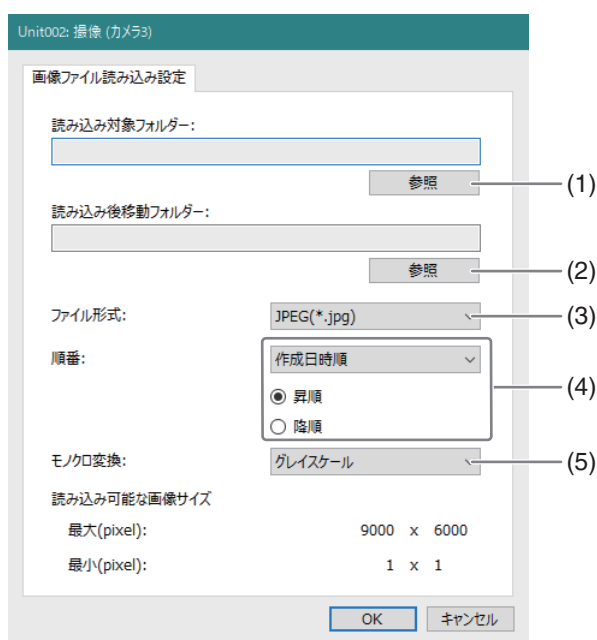 Unit002: 撮像 (カメラ3)
画像ファイル読み込み設定
読み込み対象フォルダー:
参照
(1)
読み込み後移動フォルダー:
参照
(2)
ファイル形式: JPEG(*.jpg)
(3)
順番: 作成日時順
昇順
(4)
降順
モノクロ変換: グレイスケール
(5)
読み込み可能な画像サイズ
最大(pixel): 9000 x 6000
最小(pixel): 1 x 1
OK キャンセル